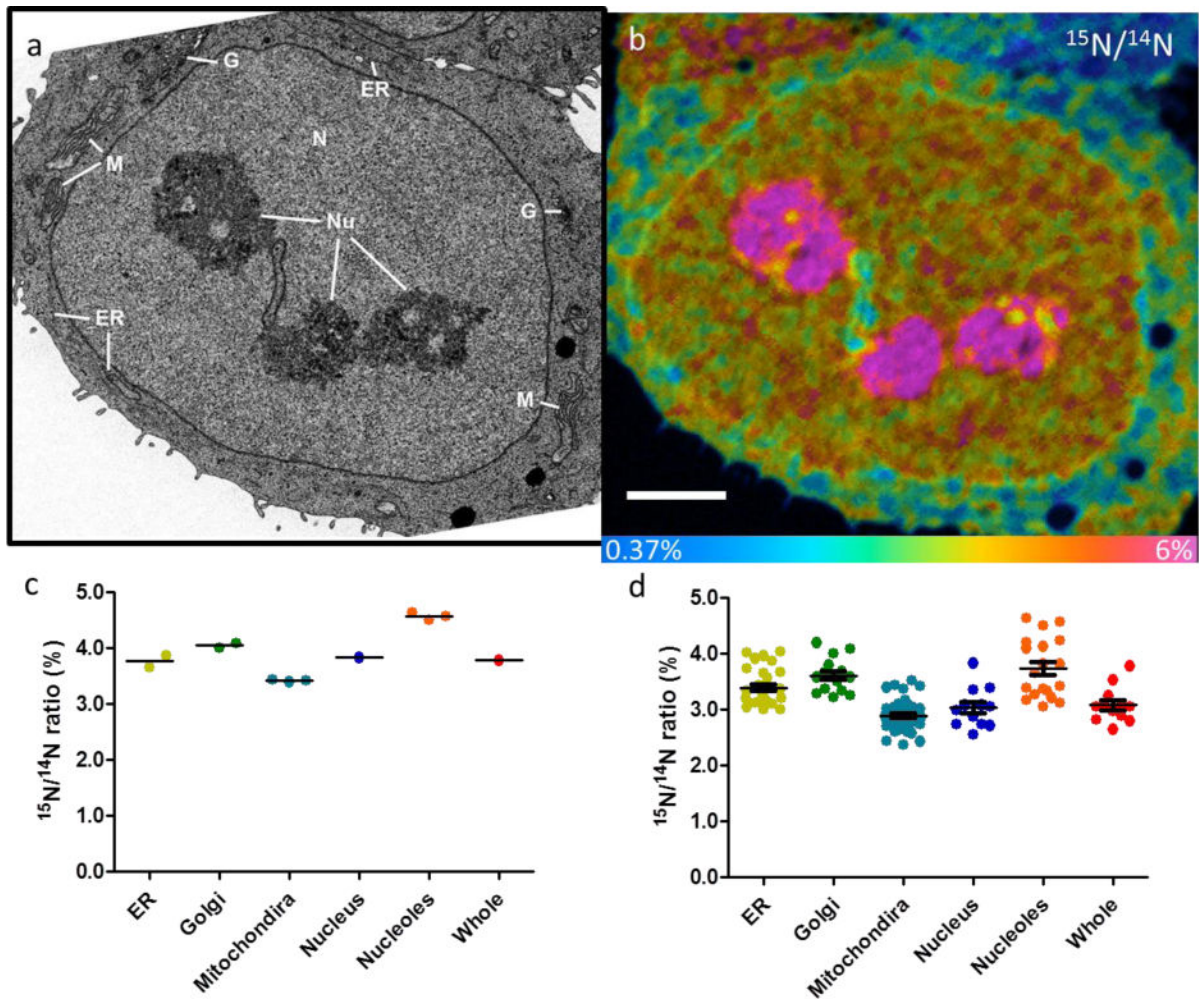 a
G
ER
N
M
Nu
G
ER
M
b
¹⁵N/¹⁴N
0.37%
6%
c
¹⁵N/¹⁴N ratio (%)
5.0
4.0
3.0
2.0
1.0
0.0
ER
Golgi
Mitochondira
Nucleus
Nucleoles
Whole
d
¹⁵N/¹⁴N ratio (%)
5.0
4.0
3.0
2.0
1.0
0.0
ER
Golgi
Mitochondira
Nucleus
Nucleoles
Whole